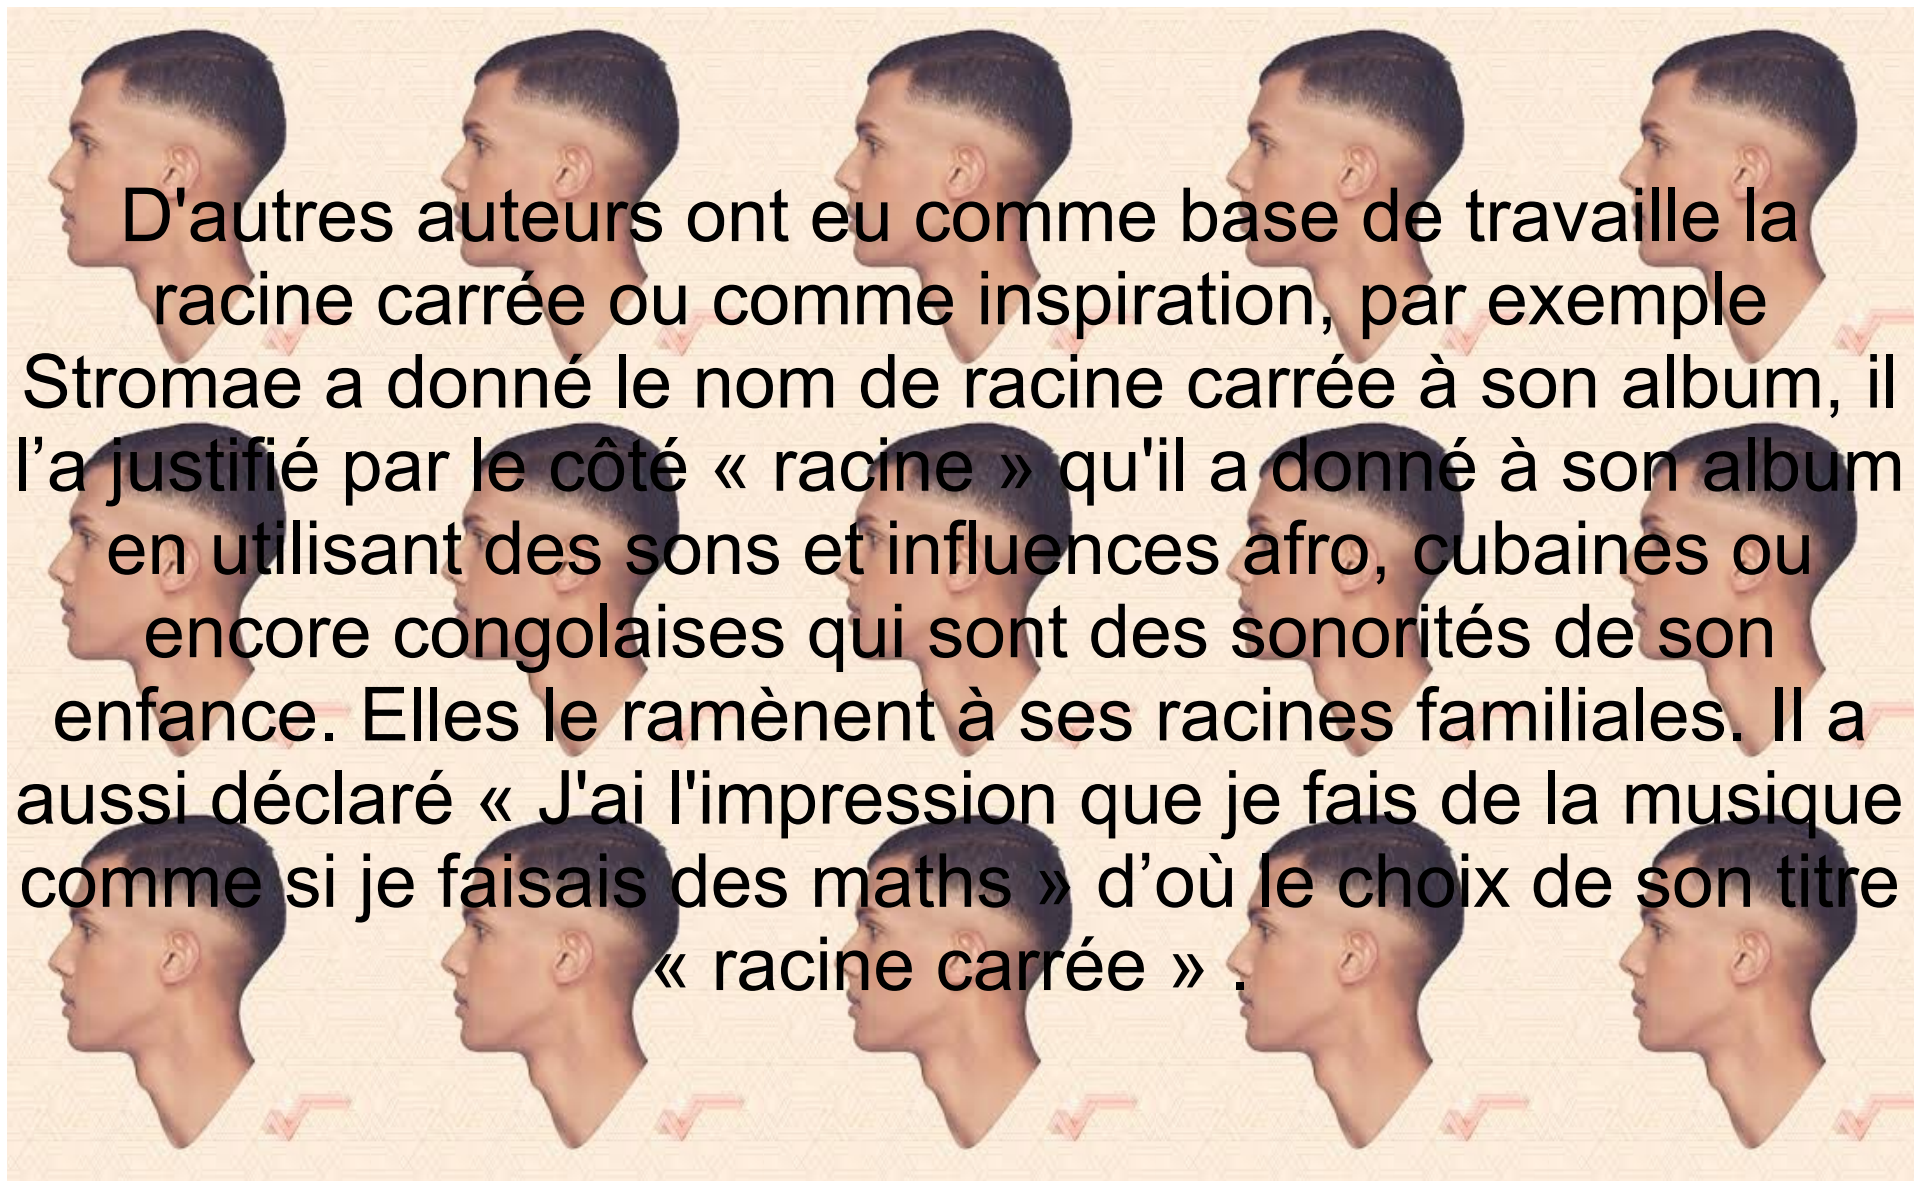 D'autres auteurs ont eu comme base de travaille la
racine carrée ou comme inspiration, par exemple
Stromae a donné le nom de racine carrée à son album, il
l’a justifié par le côté « racine » qu'il a donné à son album
en utilisant des sons et influences afro, cubaines ou
encore congolaises qui sont des sonorités de son
enfance. Elles le ramènent à ses racines familiales. Il a
aussi déclaré « J'ai l'impression que je fais de la musique
comme si je faisais des maths » d’où le choix de son titre
« racine carrée » .